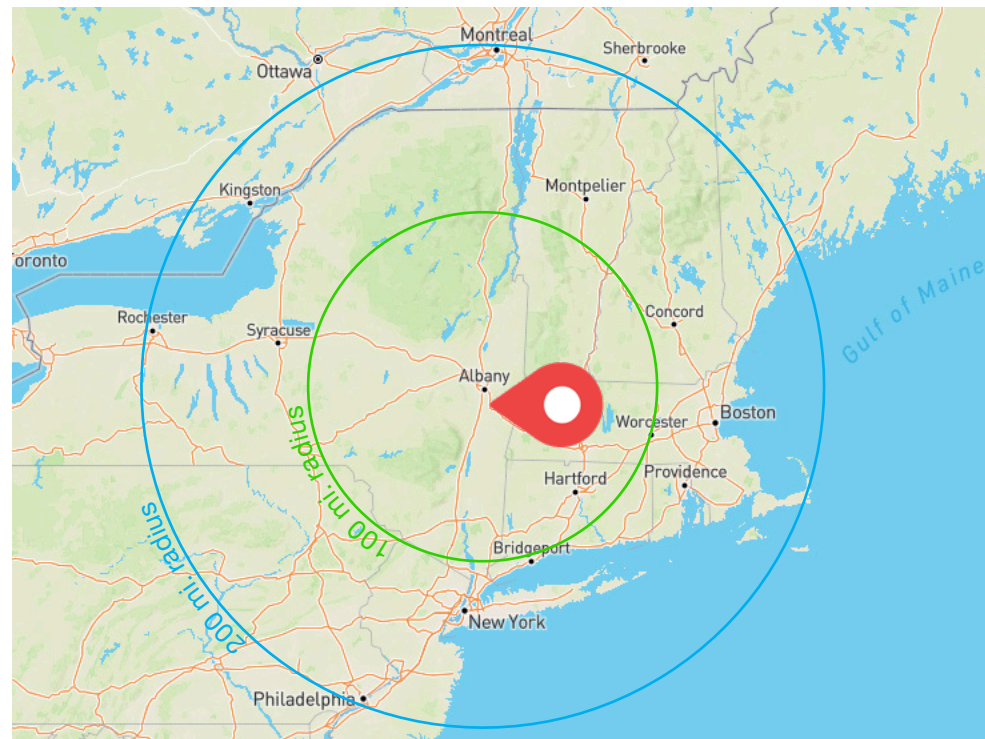 Montreal
Sherbrooke
Ottawa
Kingston
Montpelier
oronto
Gulf of Maine
Rochester
Syracuse
Concord
Albany
Boston
Worcester
100 mi. radius
Providence
Hartford
200 mi. radius
Bridgeport
New York
Philadelphia